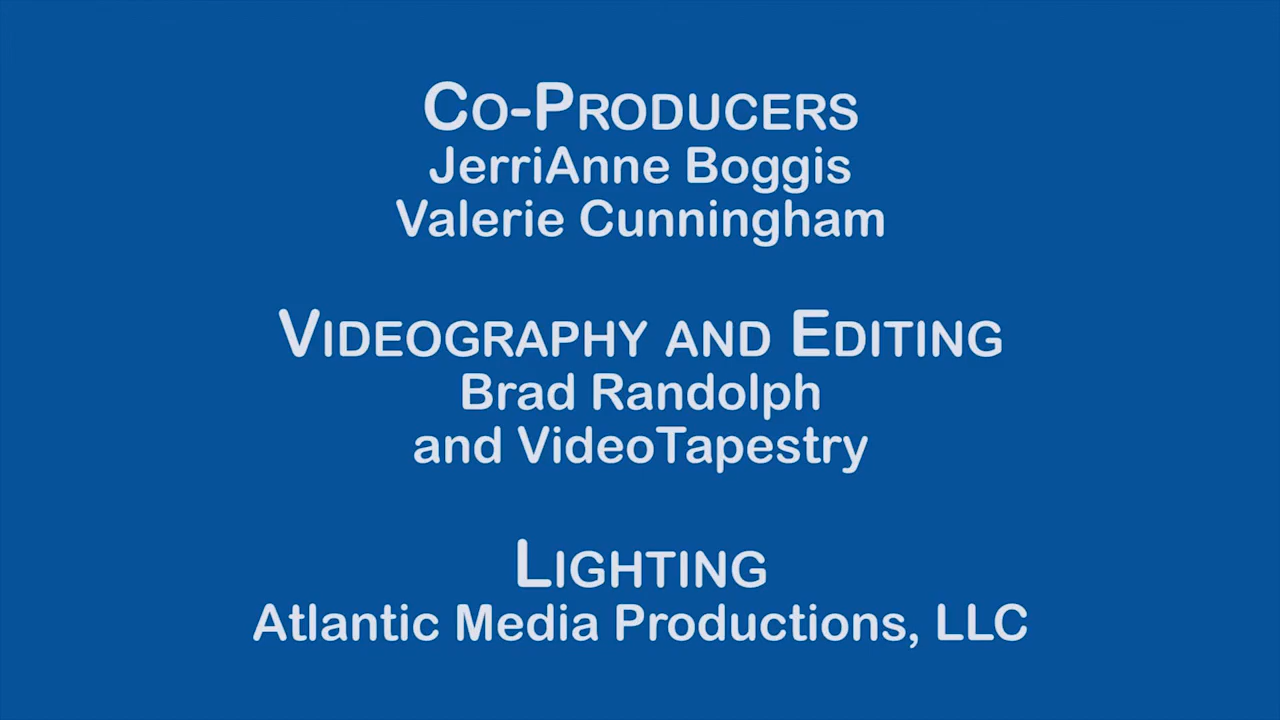 Co-Producers
JerriAnne Boggis
Valerie Cunningham
Videography and Editing
Brad Randolph
and VideoTapestry
Lighting
Atlantic Media Productions, LLC